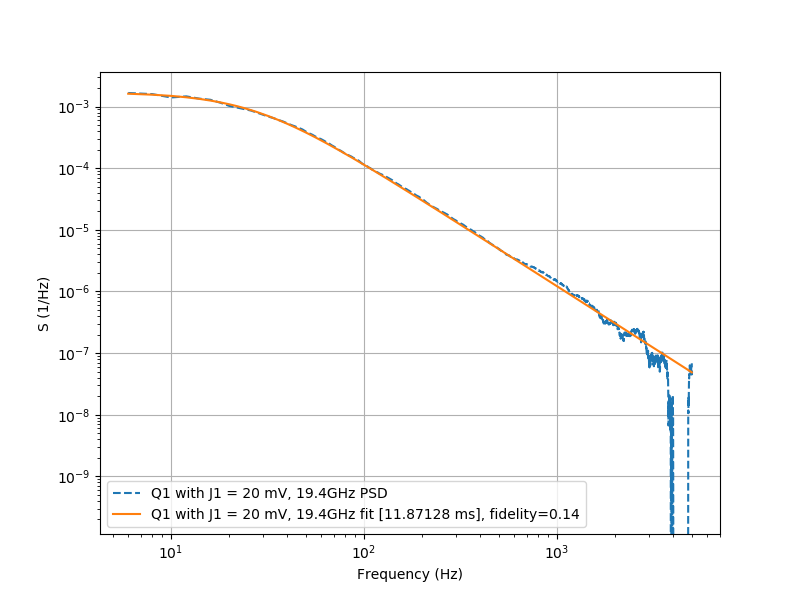 10⁻³
10⁻⁴
10⁻⁵
10⁻⁶
10⁻⁷
10⁻⁸
10⁻⁹
S (1/Hz)
Q1 with J1 = 20 mV, 19.4GHz PSD
Q1 with J1 = 20 mV, 19.4GHz fit [11.87128 ms], fidelity=0.14
10¹ 10² 10³
Frequency (Hz)